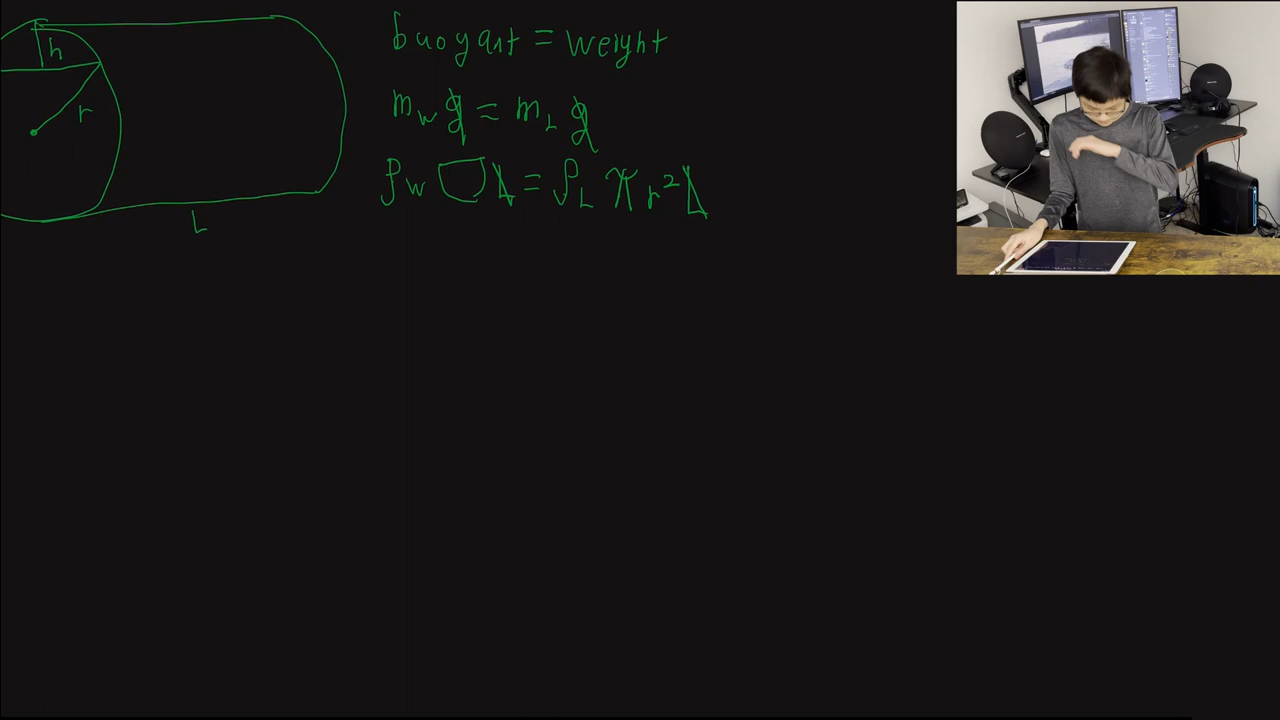 h
r
L
buoyant = weight
m_w g = m_L g
ρ_w ⌓ L = ρ_L π r² L